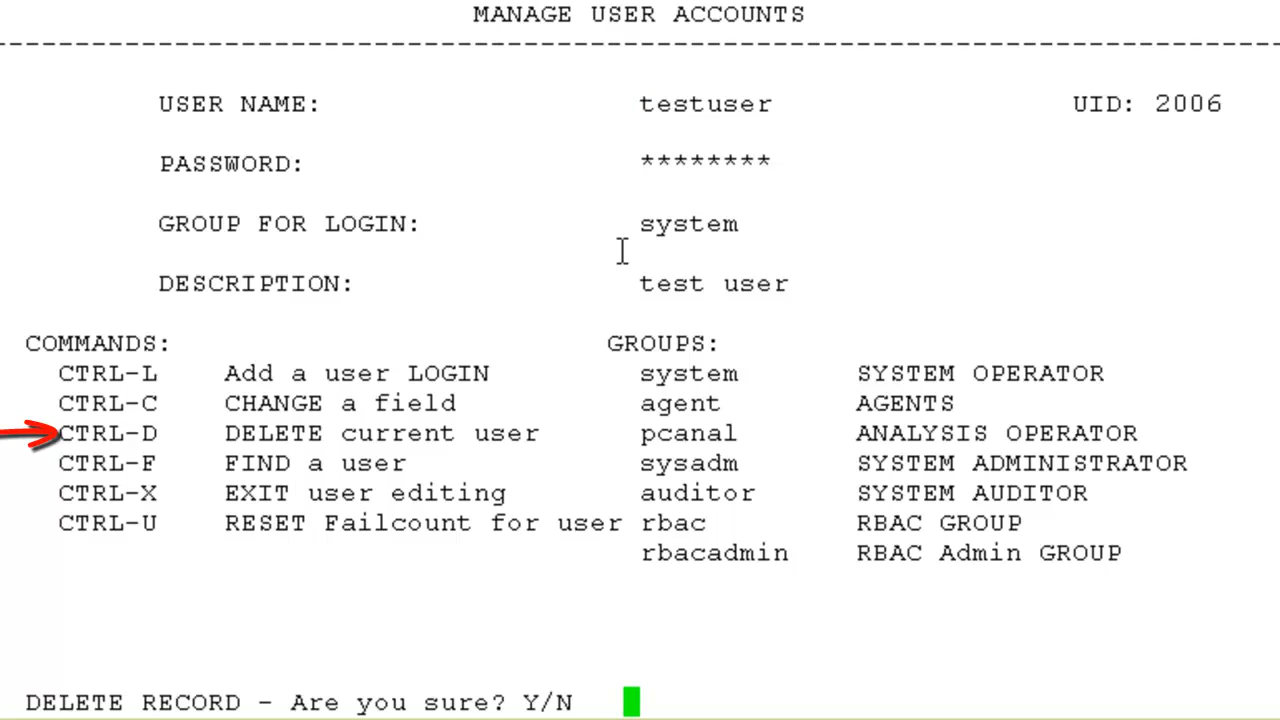 MANAGE USER ACCOUNTS
--------------------------------------------------------------------------------
USER NAME: testuser UID: 2006
PASSWORD: ********
GROUP FOR LOGIN: system
DESCRIPTION: test user
COMMANDS: GROUPS:
CTRL-L Add a user LOGIN system SYSTEM OPERATOR
CTRL-C CHANGE a field agent AGENTS
CTRL-D DELETE current user pcanal ANALYSIS OPERATOR
CTRL-F FIND a user sysadm SYSTEM ADMINISTRATOR
CTRL-X EXIT user editing auditor SYSTEM AUDITOR
CTRL-U RESET Failcount for user rbac RBAC GROUP
rbacadmin RBAC Admin GROUP
DELETE RECORD - Are you sure? Y/N